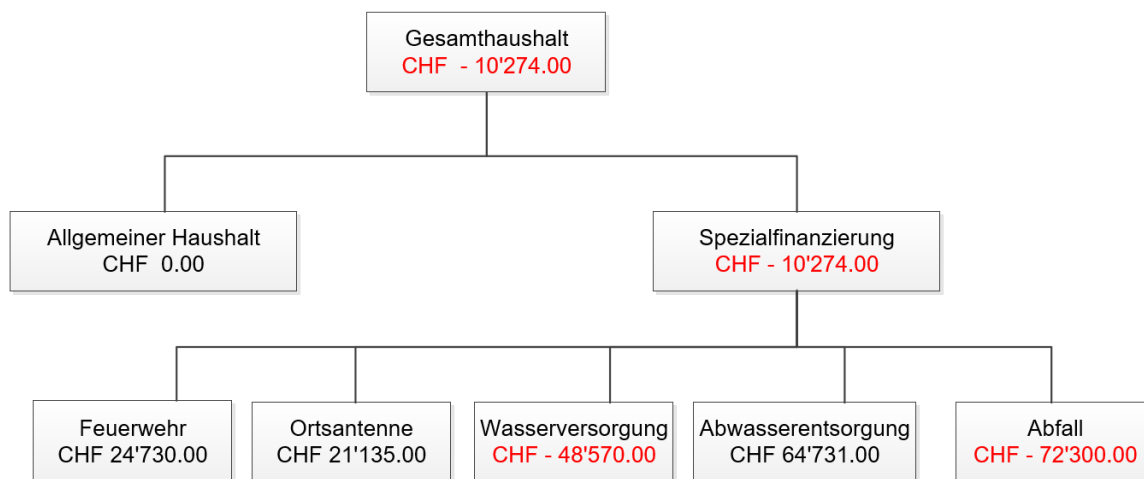 Gesamthaushalt
CHF  - 10'274.00
Allgemeiner Haushalt
CHF  0.00
Spezialfinanzierung
CHF - 10'274.00
Feuerwehr
CHF 24'730.00
Ortsantenne
CHF 21'135.00
Wasserversorgung
CHF - 48'570.00
Abwasserentsorgung
CHF 64'731.00
Abfall
CHF - 72'300.00